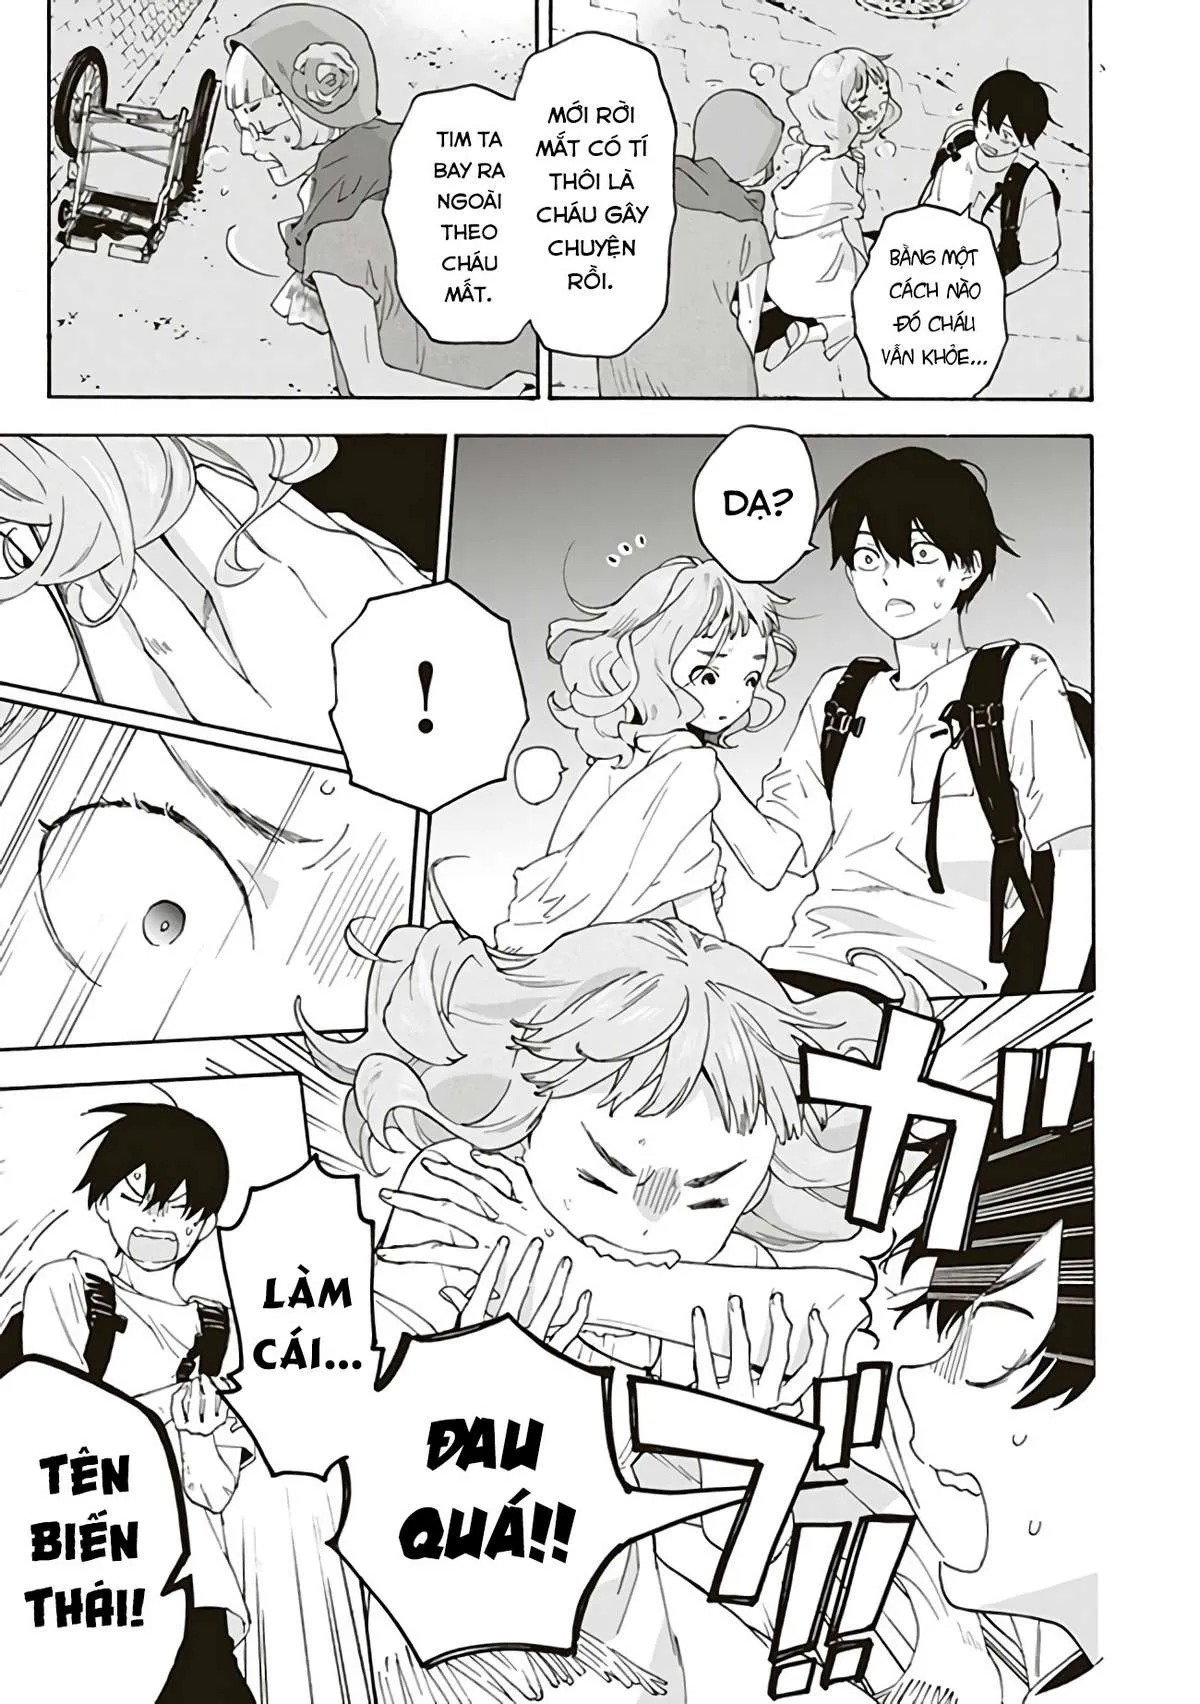 BẰNG MỘT
CÁCH NÀO
ĐÓ CHÁU
VẪN KHỎE...
MỚI RỜI
MẮT CÓ TÍ
THÔI LÀ
CHÁU GÂY
CHUYỆN
RỒI.
TIM TA
BAY RA
NGOÀI
THEO
CHÁU
MẤT.
DẠ?
!
ガブ!!
ĐAU
QUÁ!!
LÀM
CÁI...
TÊN
BIẾN
THÁI!